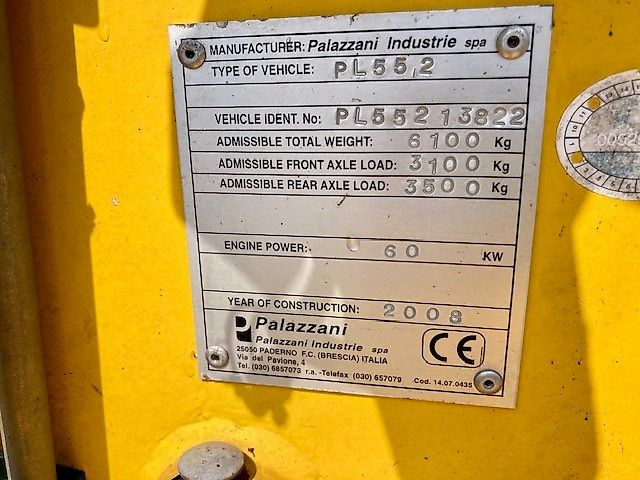 MANUFACTURER: Palazzani Industrie spa
TYPE OF VEHICLE: PL55,2
VEHICLE IDENT. No: PL55213822
ADMISSIBLE TOTAL WEIGHT: 6100 Kg
ADMISSIBLE FRONT AXLE LOAD: 3100 Kg
ADMISSIBLE REAR AXLE LOAD: 3500 Kg
ENGINE POWER: 60 KW
YEAR OF CONSTRUCTION: 2008
Palazzani
Palazzani Industrie spa
25050 PADERNO F.C. (BRESCIA) ITALIA
Via del Pavione, 4
Tel. (030) 6857073 r.a. -Telefax (030) 657079 Cod. 14.07.0435
CE